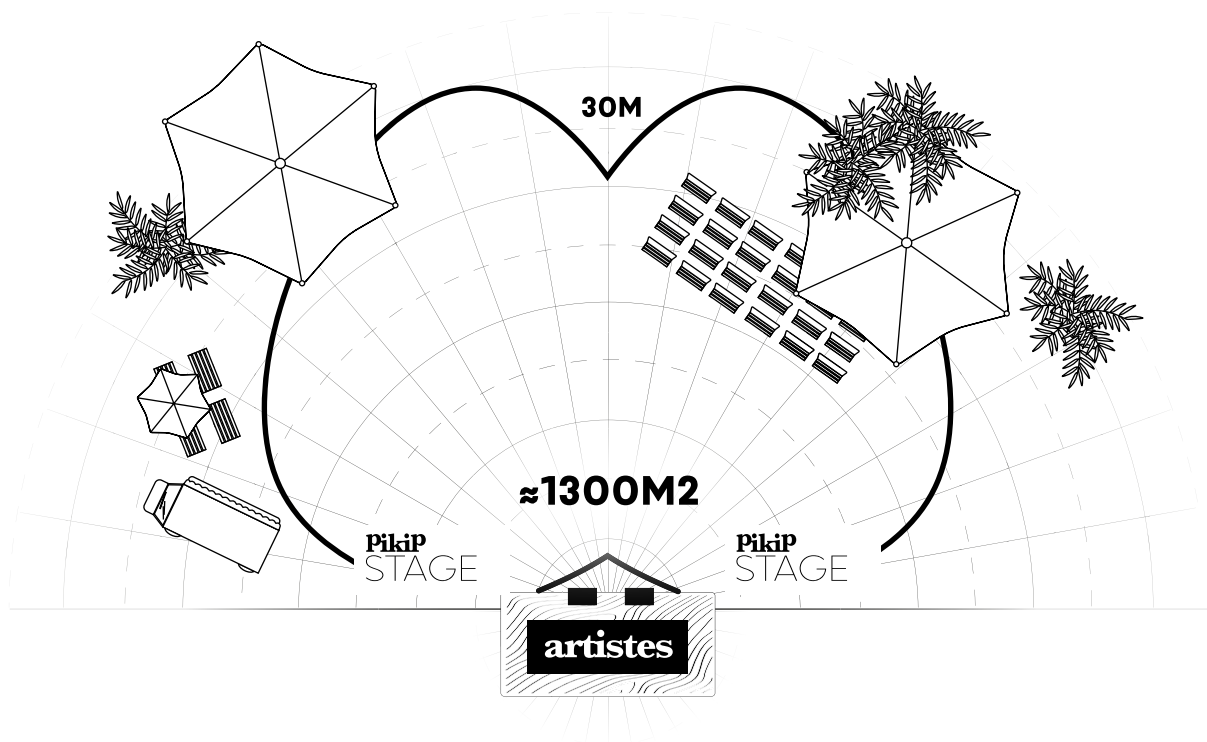 30M
≈1300M2
Pikip
STAGE
Pikip
STAGE
artistes